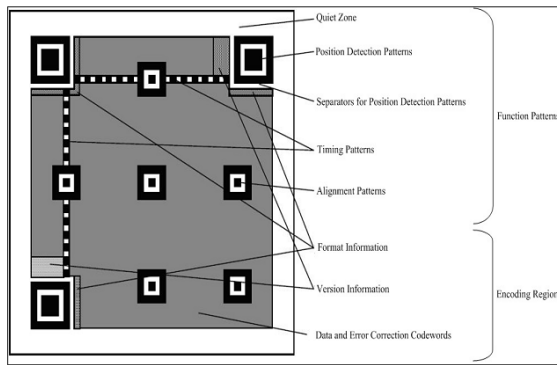 Quiet Zone
Position Detection Patterns
Separators for Position Detection Patterns
Function Patterns
Timing Patterns
Alignment Patterns
Format Information
Version Information
Encoding Region
Data and Error Correction Codewords